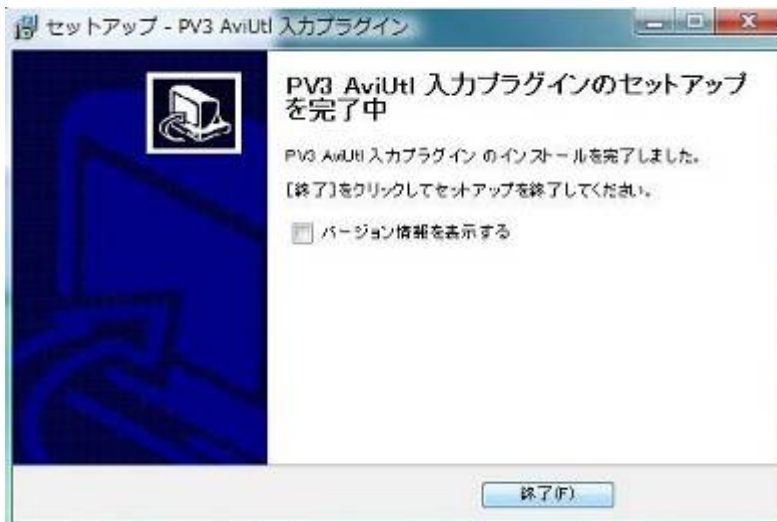 セットアップ - PV3 AviUtl 入力プラグイン
PV3 AviUtl 入力プラグインのセットアップ
を完了中
PV3 AviUtl 入力プラグイン のインストールを完了しました。
[終了]をクリックしてセットアップを終了してください。
バージョン情報を表示する
終了(F)